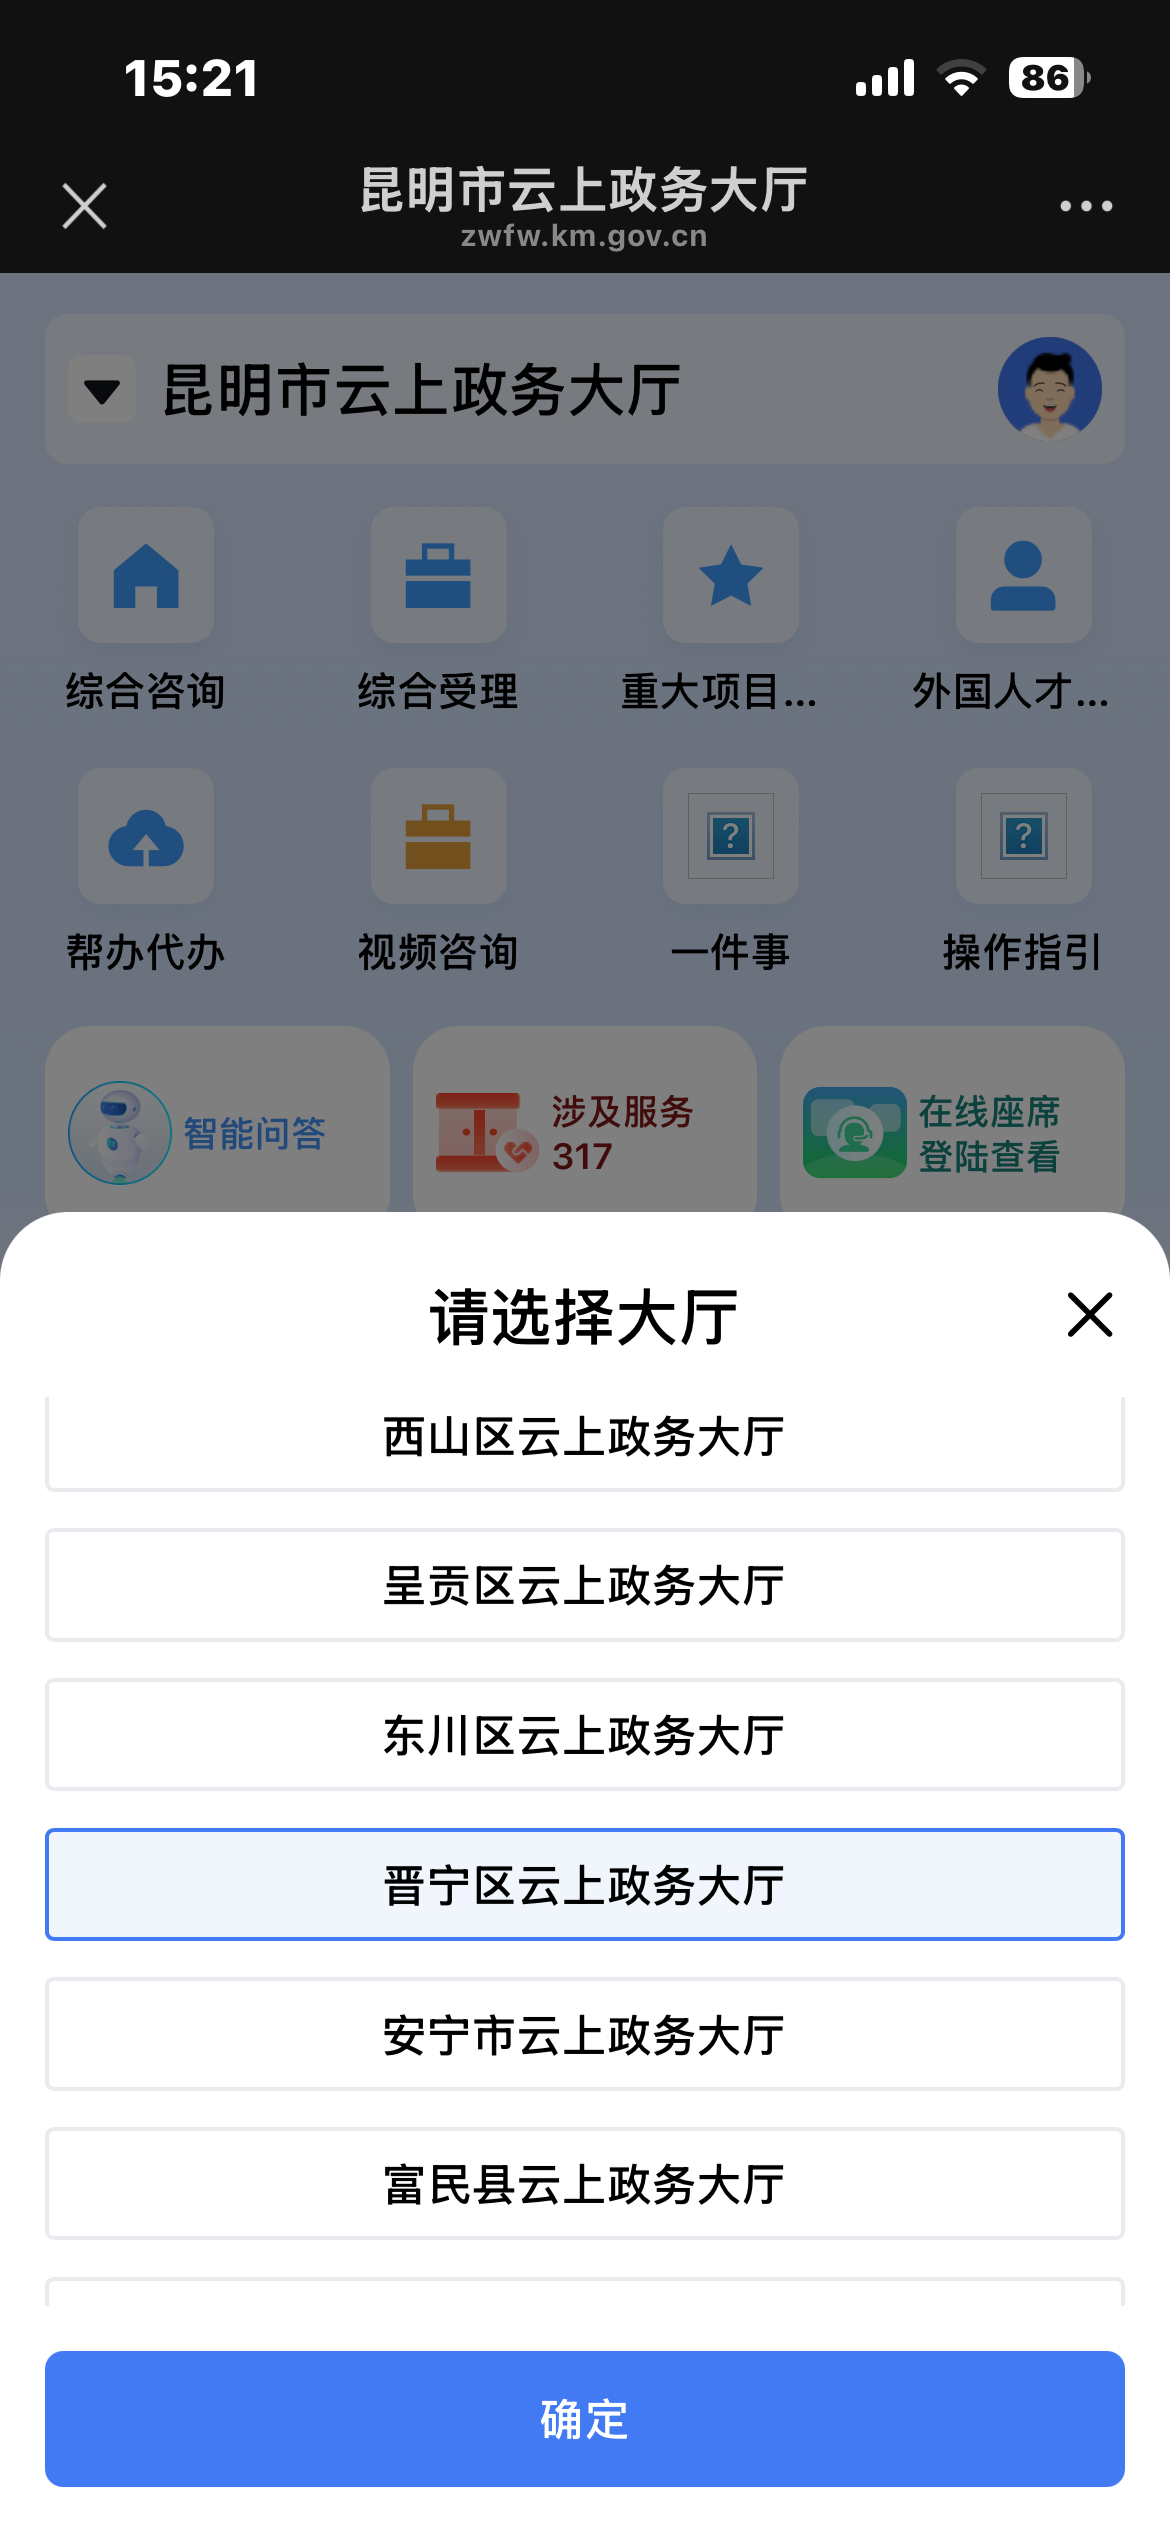 15:21
86
昆明市云上政务大厅
zwfw.km.gov.cn
昆明市云上政务大厅
综合咨询
综合受理
重大项目...
外国人才...
帮办代办
视频咨询
一件事
操作指引
智能问答
涉及服务
317
在线座席
登陆查看
请选择大厅
西山区云上政务大厅
呈贡区云上政务大厅
东川区云上政务大厅
晋宁区云上政务大厅
安宁市云上政务大厅
富民县云上政务大厅
确定